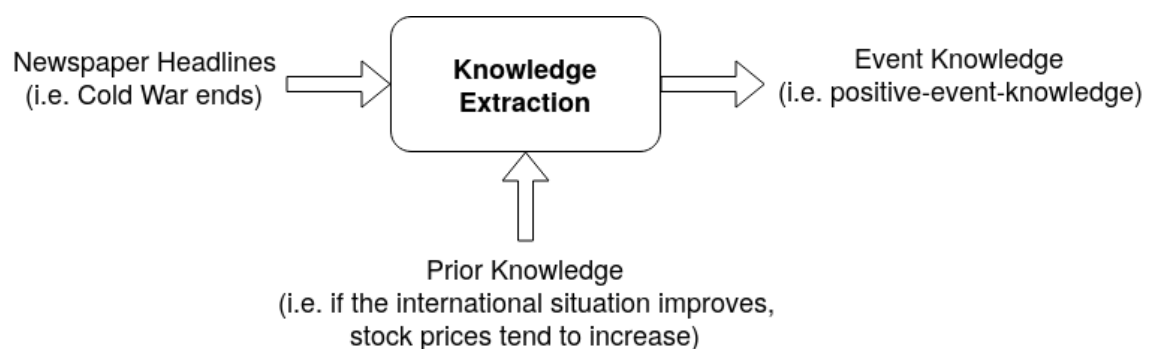 Newspaper Headlines
(i.e. Cold War ends)
Knowledge
Extraction
Event Knowledge
(i.e. positive-event-knowledge)
Prior Knowledge
(i.e. if the international situation improves,
stock prices tend to increase)